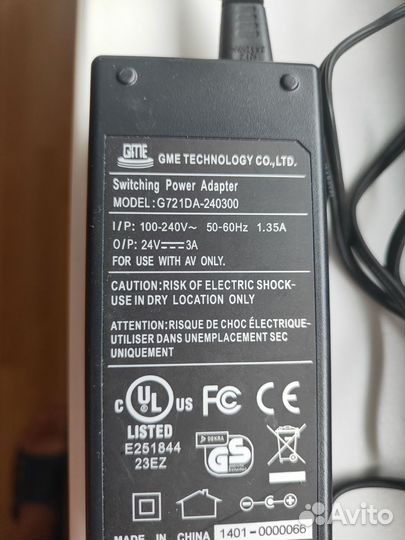 GME
GME TECHNOLOGY CO.,LTD.
Switching Power Adapter
MODEL:G721DA-240300
I/P: 100-240V~ 50-60Hz 1.35A
O/P: 24V 3A
FOR USE WITH AV ONLY.
CAUTION:RISK OF ELECTRIC SHOCK-
USE IN DRY LOCATION ONLY
ATTENTION:RISQUE DE CHOC ÉLECTRIQUE-
UTILISER DANS UNEMPLACEMENT SEC
UNIQUEMENT
C UL US FC CE
LISTED
E251844
23EZ
DEKRA
GS
MADE IN CHINA
1401-0000066
Avito